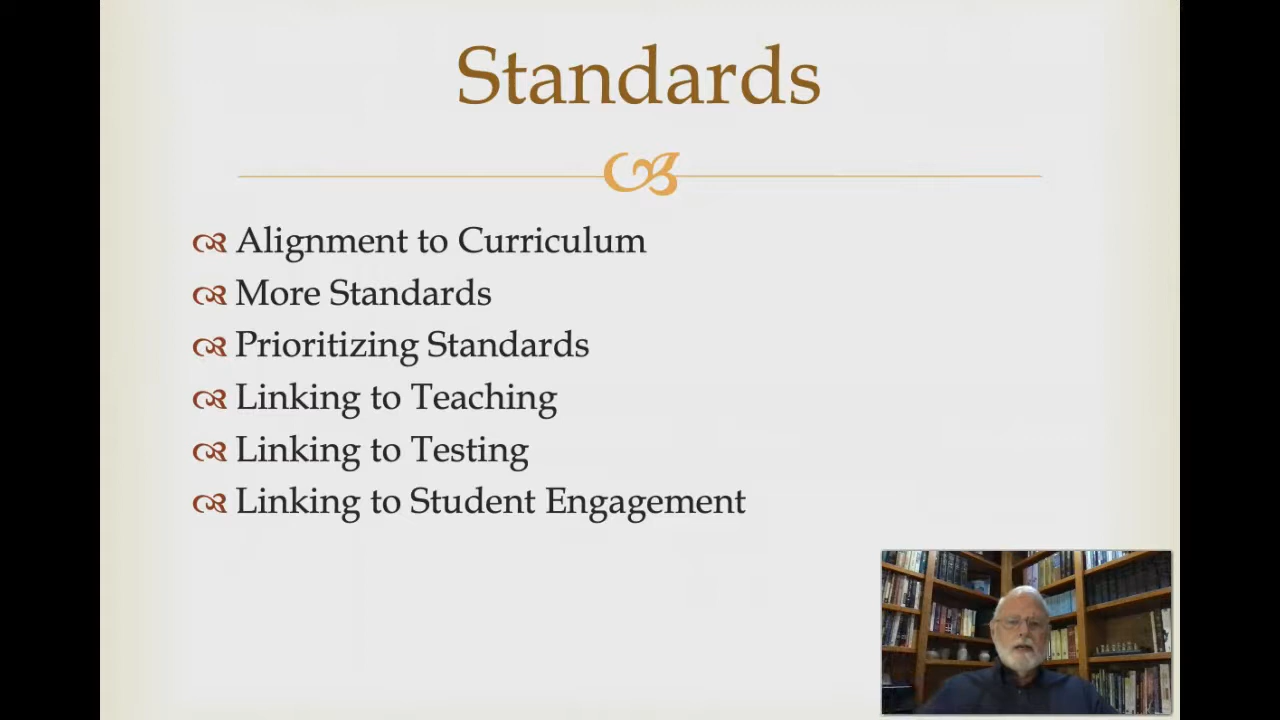 Standards
Alignment to Curriculum
More Standards
Prioritizing Standards
Linking to Teaching
Linking to Testing
Linking to Student Engagement